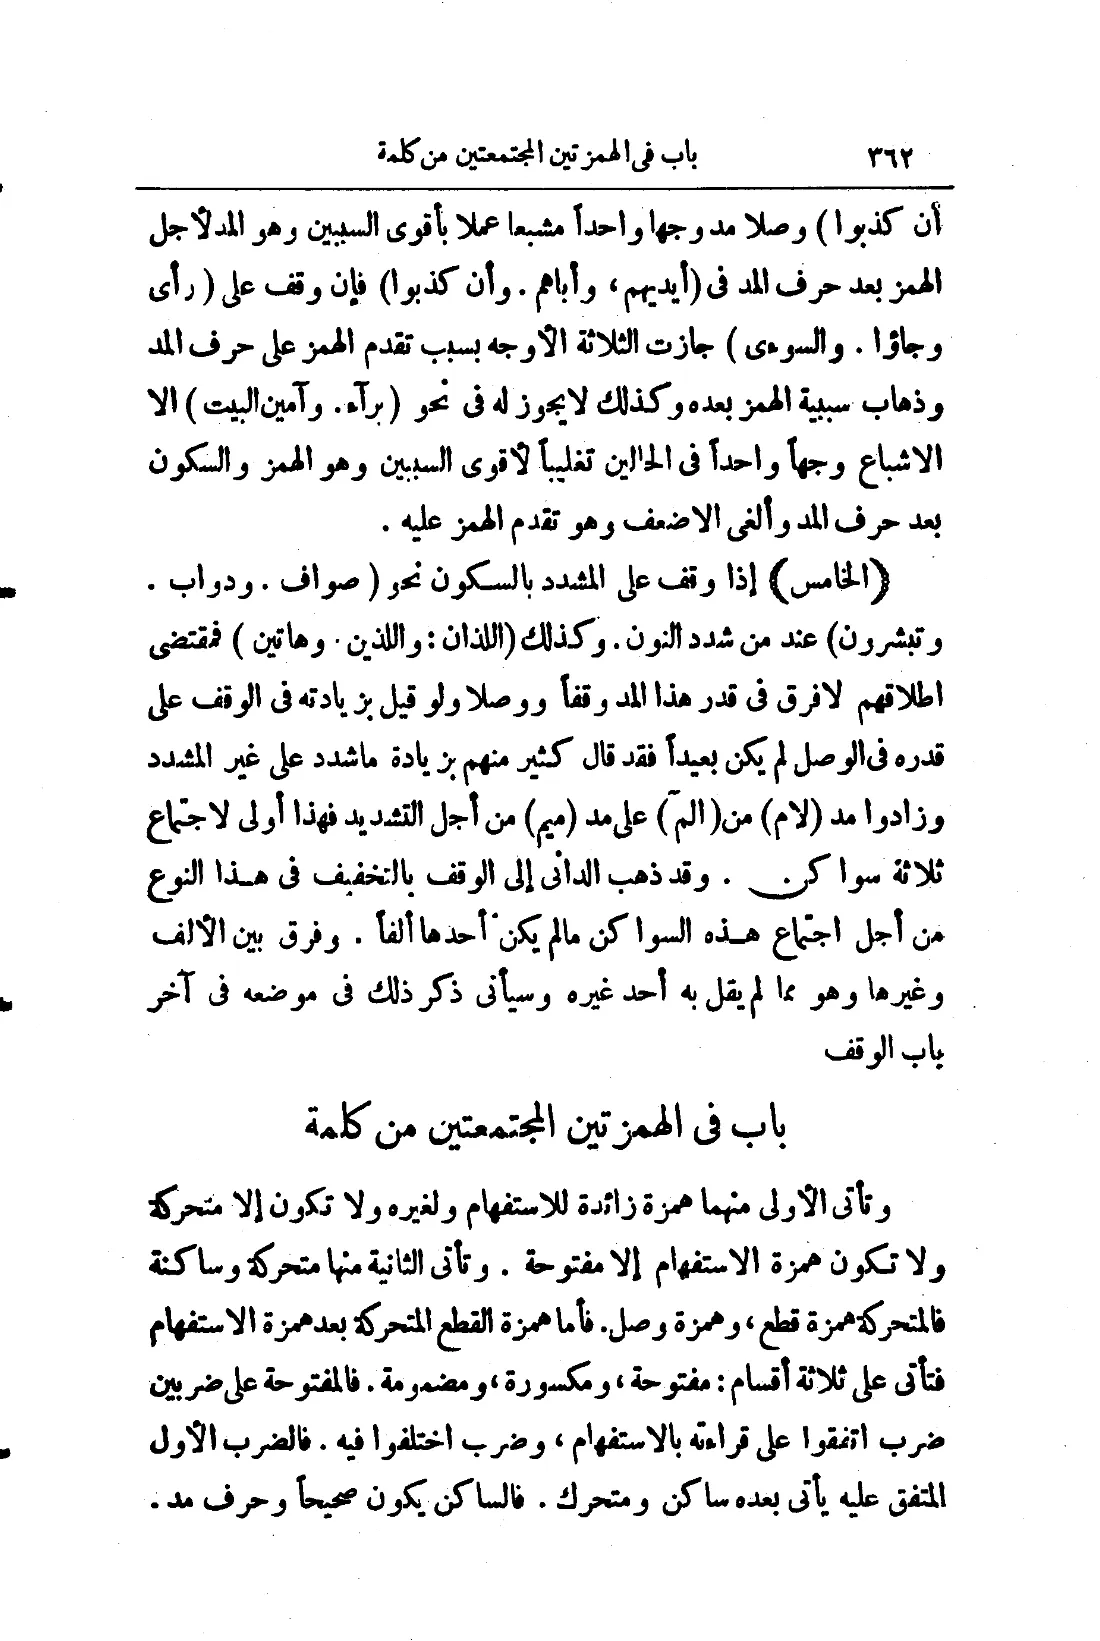 ٣٦٢ باب فى الهمزتين المجتمعتين من كلمة
أن كذبوا ) وصلا مد وجها واحداً مشبعا عملا بأقوى السببين وهو المد لأجل
الهمز بعد حرف المد فى (أيديهم ، وأباهم . وأن كذبوا) فإن وقف على ( رأى
وجاؤا . والسوءى ) جازت الثلاثة الأوجه بسبب تقدم الهمز على حرف المد
وذهاب سببية الهمز بعده وكذلك لا يجوز له فى نحو ( برآء. وآمين البيت) الا
الاشباع وجهاً واحداً فى الحالين تغليباً لأقوى السببين وهو الهمز والسكون
بعد حرف المد وألغى الاضعف وهو تقدم الهمز عليه .
(الخامس) إذا وقف على المشدد بالسكون نحو ( صواف . ودواب .
وتبشرون) عند من شدد النون . وكذلك (اللذان : واللذين . وهاتين ) فمقتضى
اطلاقهم لا فرق فى قدر هذا المد وقفاً ووصلا ولو قيل بزيادته فى الوقف على
قدره فى الوصل لم يكن بعيداً فقد قال كثير منهم بزيادة ماشدد على غير المشدد
وزادوا مد (لام) من( الم̃) على مد (ميم) من أجل التشديد فهذا أولى لاجتماع
ثلاثة سواكن . وقد ذهب الدانى إلى الوقف بالتخفيف فى هذا النوع
من أجل اجتماع هذه السواكن مالم يكن أحدها ألفاً . وفرق بين الألف
وغيرها وهو مما لم يقل به أحد غيره وسيأتى ذكر ذلك فى موضعه فى آخر
باب الوقف
باب فى الهمزتين المجتمعتين من كلمة
وتأتى الأولى منهما همزة زائدة للاستفهام ولغيره ولا تكون إلا متحركة
ولا تكون همزة الاستفهام إلا مفتوحة . وتأتى الثانية منها متحركة وساكنة
فالمتحركة همزة قطع ، وهمزة وصل. فأما همزة القطع المتحركة بعد همزة الاستفهام
فتأتى على ثلاثة أقسام : مفتوحة ، ومكسورة ، ومضمومة . فالمفتوحة على ضربين
ضرب اتفقوا على قراءته بالاستفهام ، وضرب اختلفوا فيه . فالضرب الأول
المتفق عليه يأتى بعده ساكن ومتحرك . فالساكن يكون صحيحاً وحرف مد .